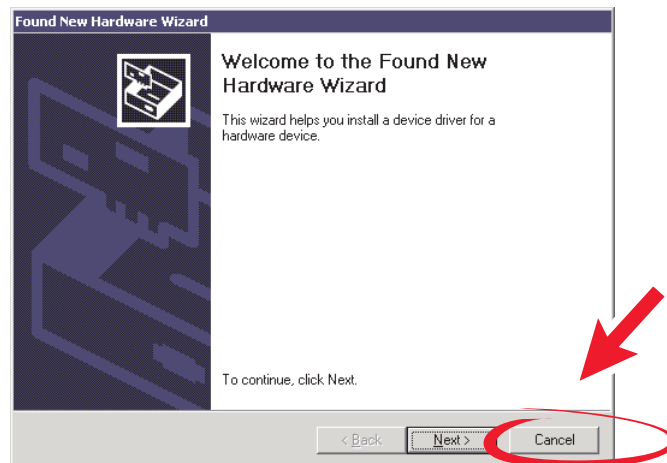 Found New Hardware Wizard
Welcome to the Found New
Hardware Wizard
This wizard helps you install a device driver for a
hardware device.
To continue, click Next.
< Back
Next >
Cancel